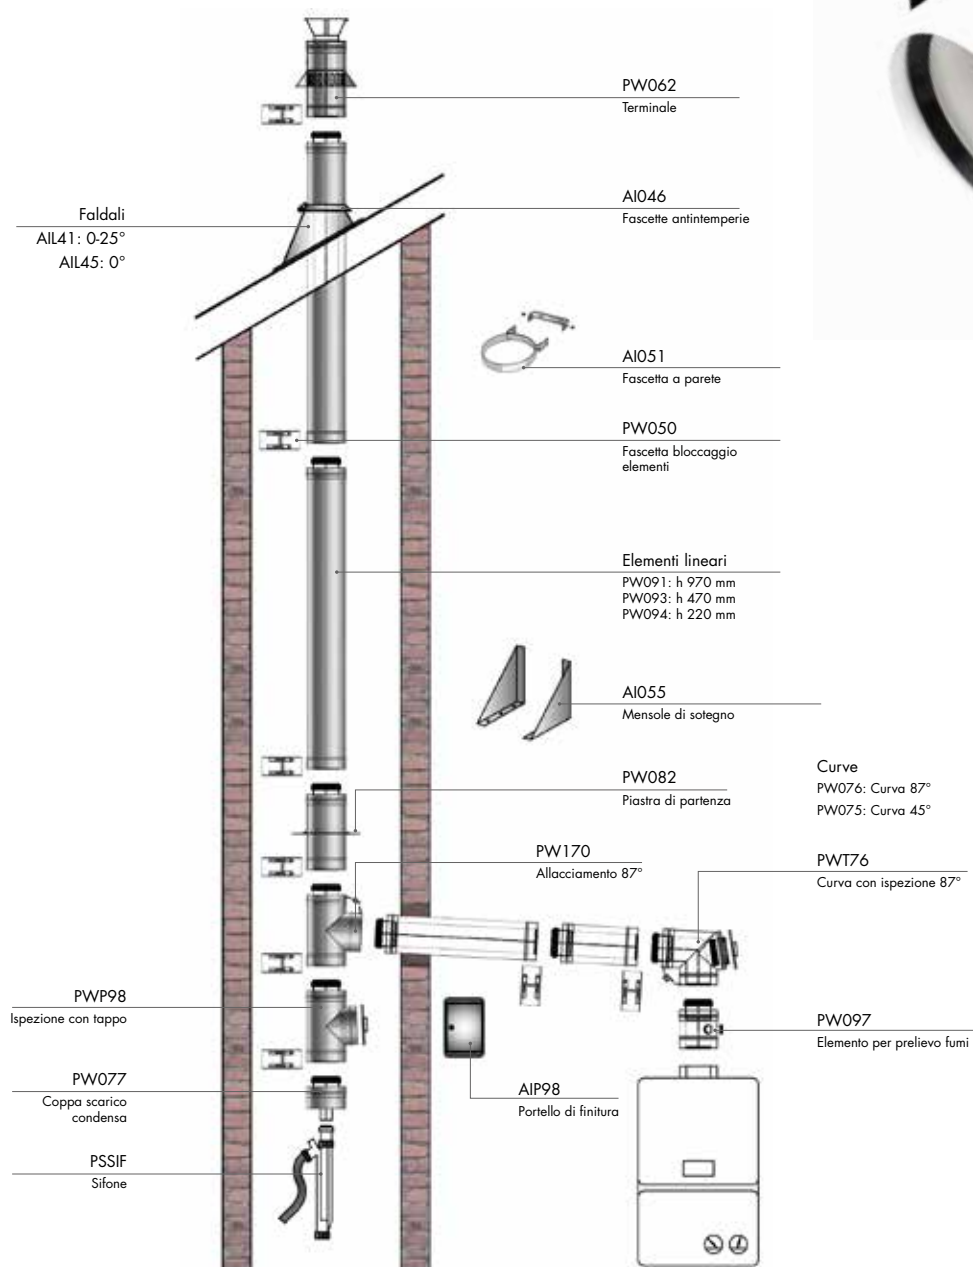 PW062
Terminale
AI046
Fascette antintemperie
Faldali
AIL41: 0-25°
AIL45: 0°
AI051
Fascetta a parete
PW050
Fascetta bloccaggio
elementi
Elementi lineari
PW091: h 970 mm
PW093: h 470 mm
PW094: h 220 mm
AI055
Mensole di sotegno
PW082
Piastra di partenza
Curve
PW076: Curva 87°
PW075: Curva 45°
PW170
Allacciamento 87°
PWT76
Curva con ispezione 87°
PWP98
Ispezione con tappo
PW097
Elemento per prelievo fumi
PW077
Coppa scarico
condensa
AIP98
Portello di finitura
PSSIF
Sifone